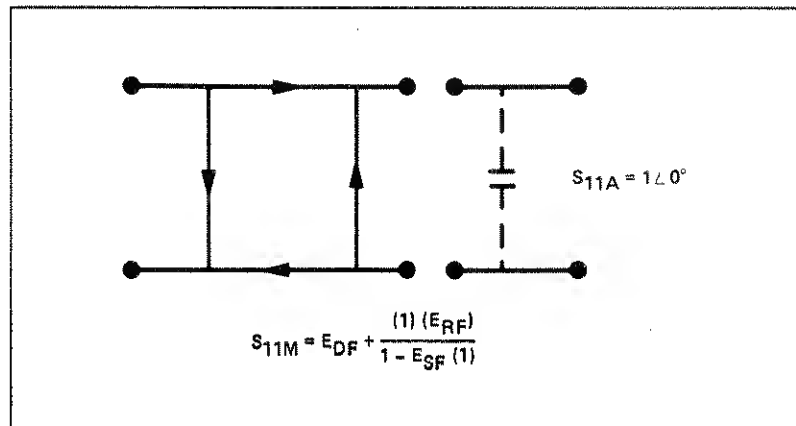 S11A = 1∠0°
S11M = EDF + (1) (ERF) / 1 – ESF (1)